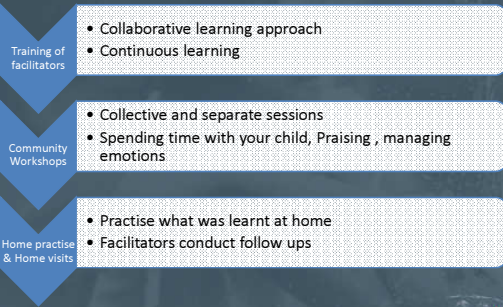 Training of
facilitators
• Collaborative learning approach
• Continuous learning
Community
Workshops
• Collective and separate sessions
• Spending time with your child, Praising , managing
emotions
Home practise
& Home visits
• Practise what was learnt at home
• Facilitators conduct follow ups